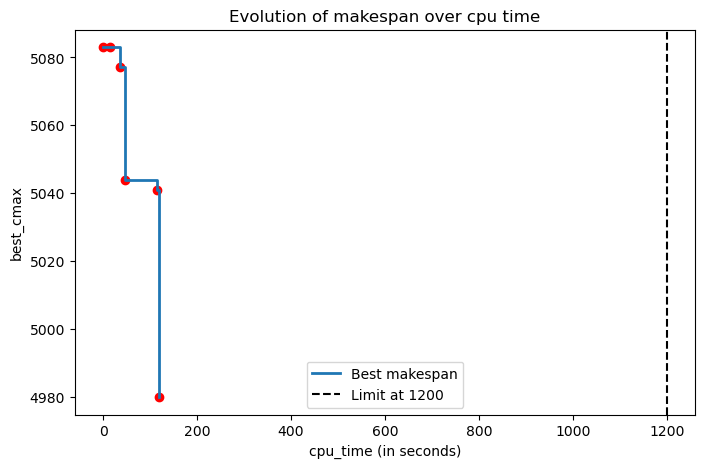 Evolution of makespan over cpu time
best_cmax
5080
5060
5040
5020
5000
4980
Best makespan
Limit at 1200
0
200
400
600
800
1000
1200
cpu_time (in seconds)